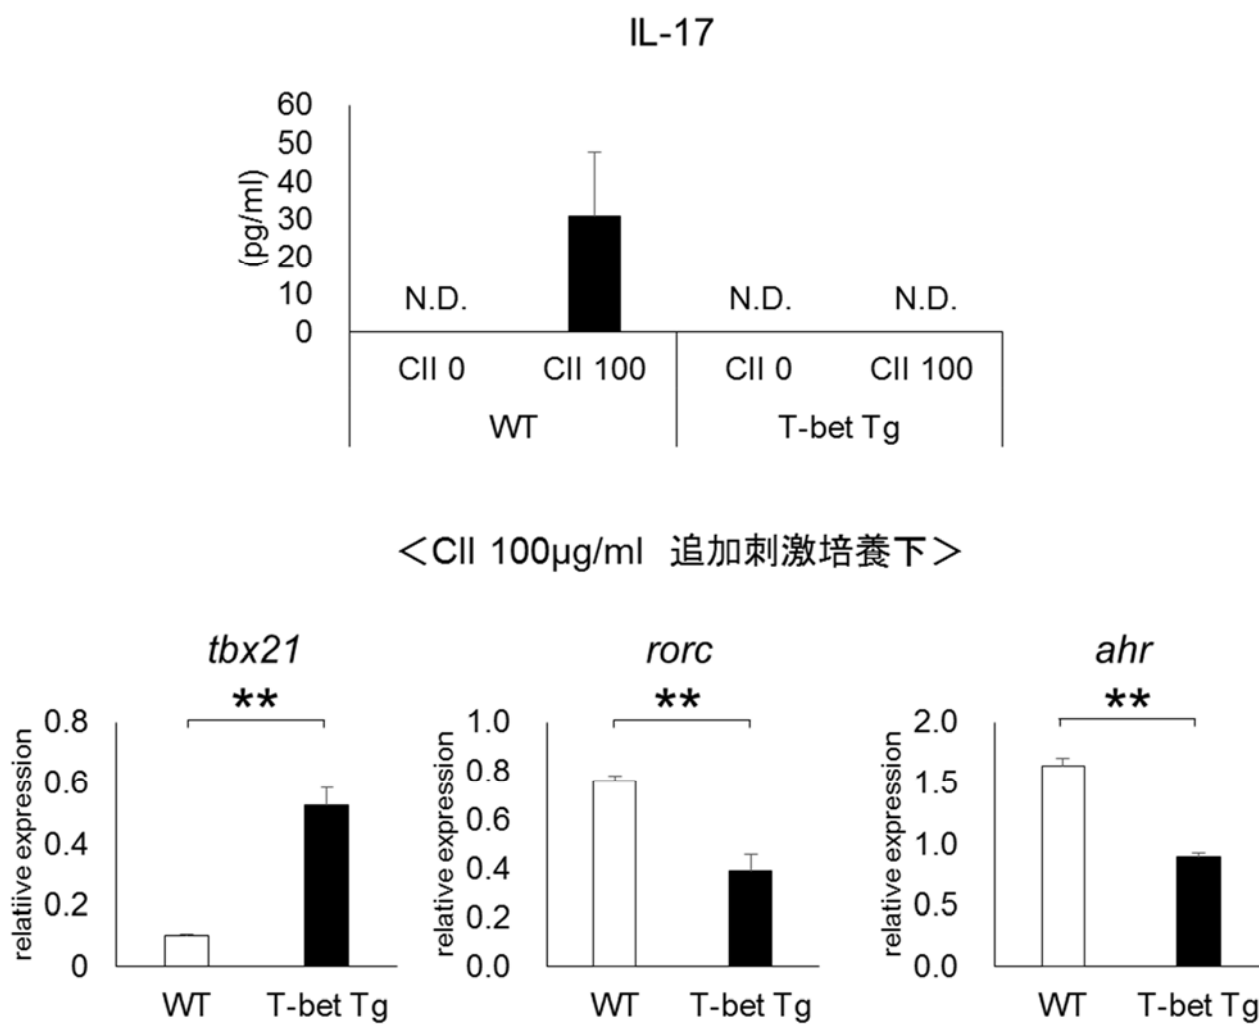 IL-17
(pg/ml)
60
50
40
30
20
10
0
N.D.
N.D.
N.D.
CII 0
CII 100
CII 0
CII 100
WT
T-bet Tg
＜CII 100μg/ml 追加刺激培養下＞
tbx21
**
relatiive expression
0.8
0.6
0.4
0.2
0
WT
T-bet Tg
rorc
**
relative expression
1.0
0.8
0.6
0.4
0.2
0.0
WT
T-bet Tg
ahr
**
relative expression
2.0
1.5
1.0
0.5
0.0
WT
T-bet Tg